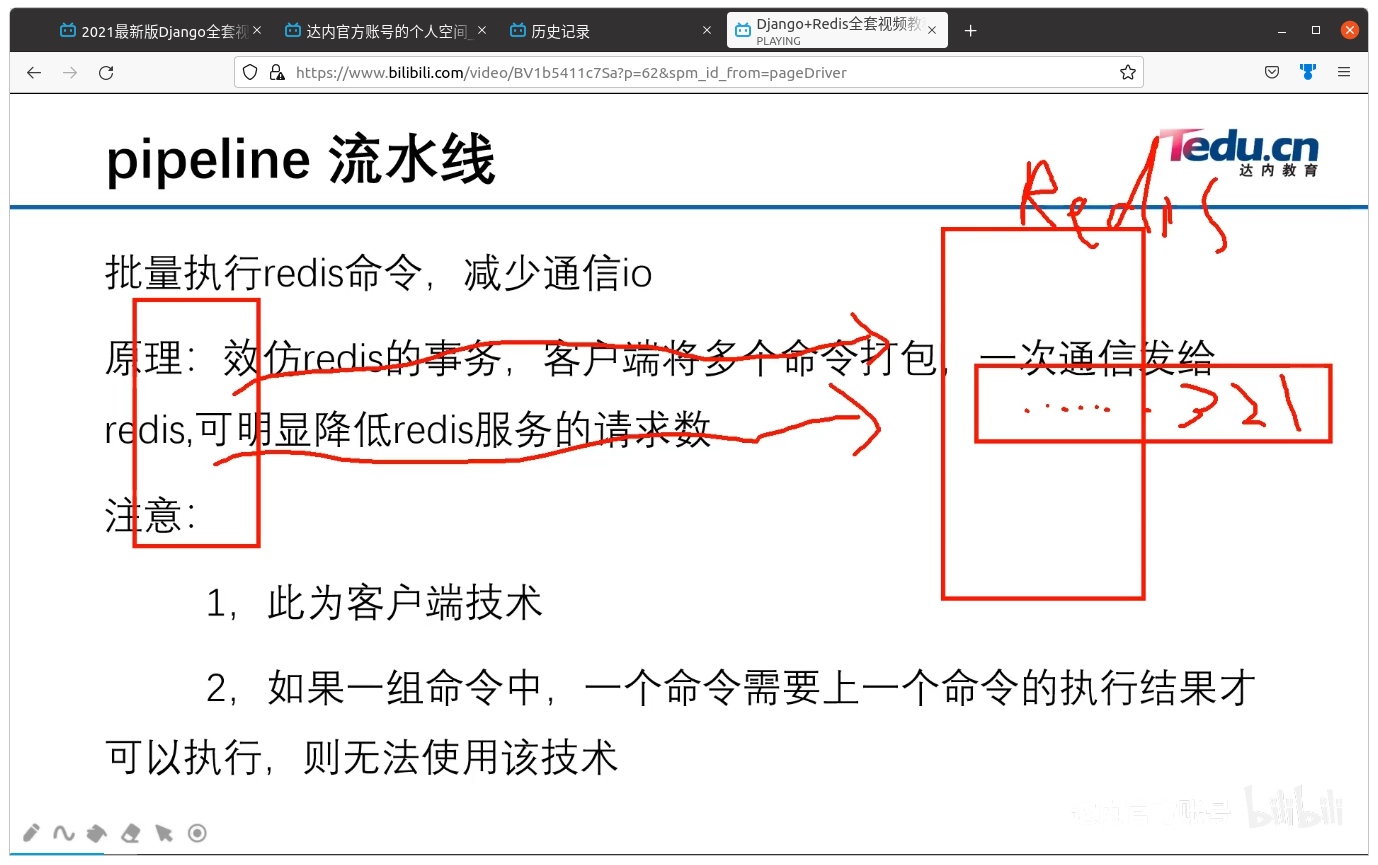 2021最新版Django全套视
达内官方账号的个人空间_
历史记录
Django+Redis全套视频教
PLAYING
https://www.bilibili.com/video/BV1b5411c7Sa?p=62&spm_id_from=pageDriver
pipeline 流水线
Tedu.cn
达内教育
Redis
批量执行redis命令，减少通信io
原理：效仿redis的事务，客户端将多个命令打包，一次通信发给
redis,可明显降低redis服务的请求数
....... 321
注意：
1，此为客户端技术
2，如果一组命令中，一个命令需要上一个命令的执行结果才
可以执行，则无法使用该技术
达内官方账号 bilibili